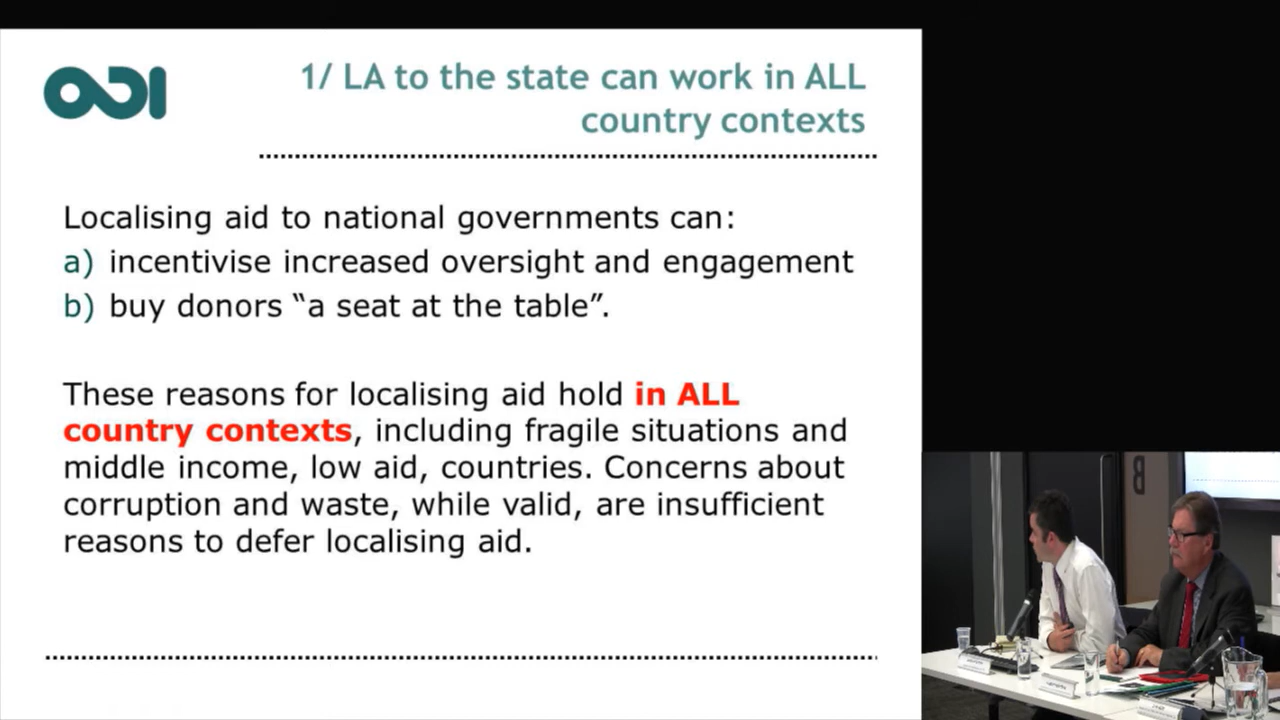 ODI
1/ LA to the state can work in ALL
country contexts
Localising aid to national governments can:
a) incentivise increased oversight and engagement
b) buy donors “a seat at the table”.
These reasons for localising aid hold in ALL
country contexts, including fragile situations and
middle income, low aid, countries. Concerns about
corruption and waste, while valid, are insufficient
reasons to defer localising aid.
B